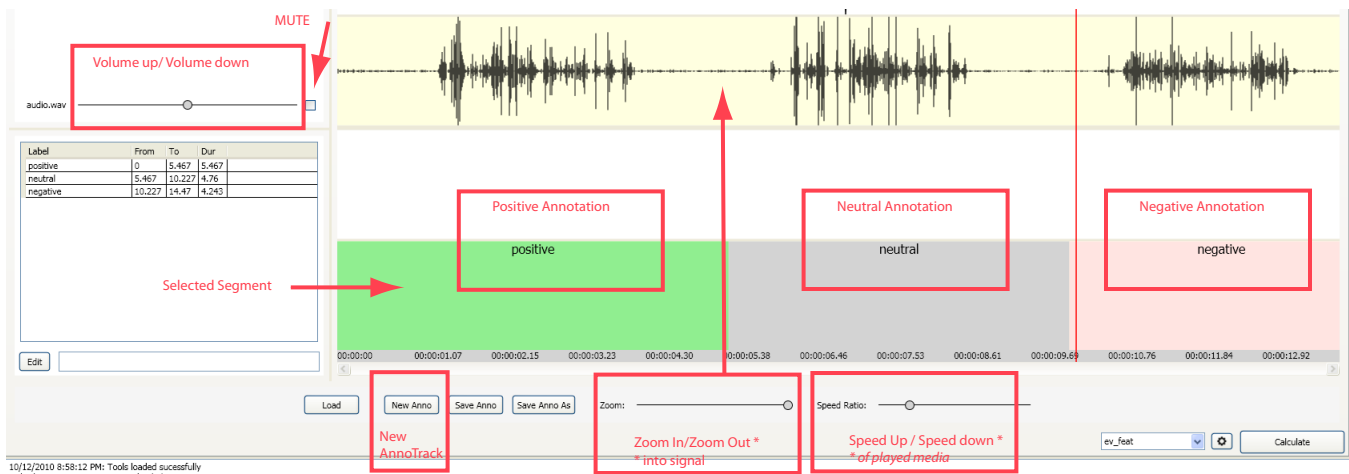 MUTE
Volume up/ Volume down
audio.wav
Label From To Dur
positive 0 5.467 5.467
neutral 5.467 10.227 4.76
negative 10.227 14.47 4.243
Positive Annotation
Neutral Annotation
Negative Annotation
positive
neutral
negative
Selected Segment
00:00:00 00:00:01.07 00:00:02.15 00:00:03.23 00:00:04.30 00:00:05.38 00:00:06.46 00:00:07.53 00:00:08.61 00:00:09.69 00:00:10.76 00:00:11.84 00:00:12.92
Edit
Load New Anno Save Anno Save Anno As Zoom: Speed Ratio:
New
AnnoTrack
Zoom In/Zoom Out *
* into signal
Speed Up / Speed down *
* of played media
ev_feat Calculate
10/12/2010 8:58:12 PM: Tools loaded sucessfully